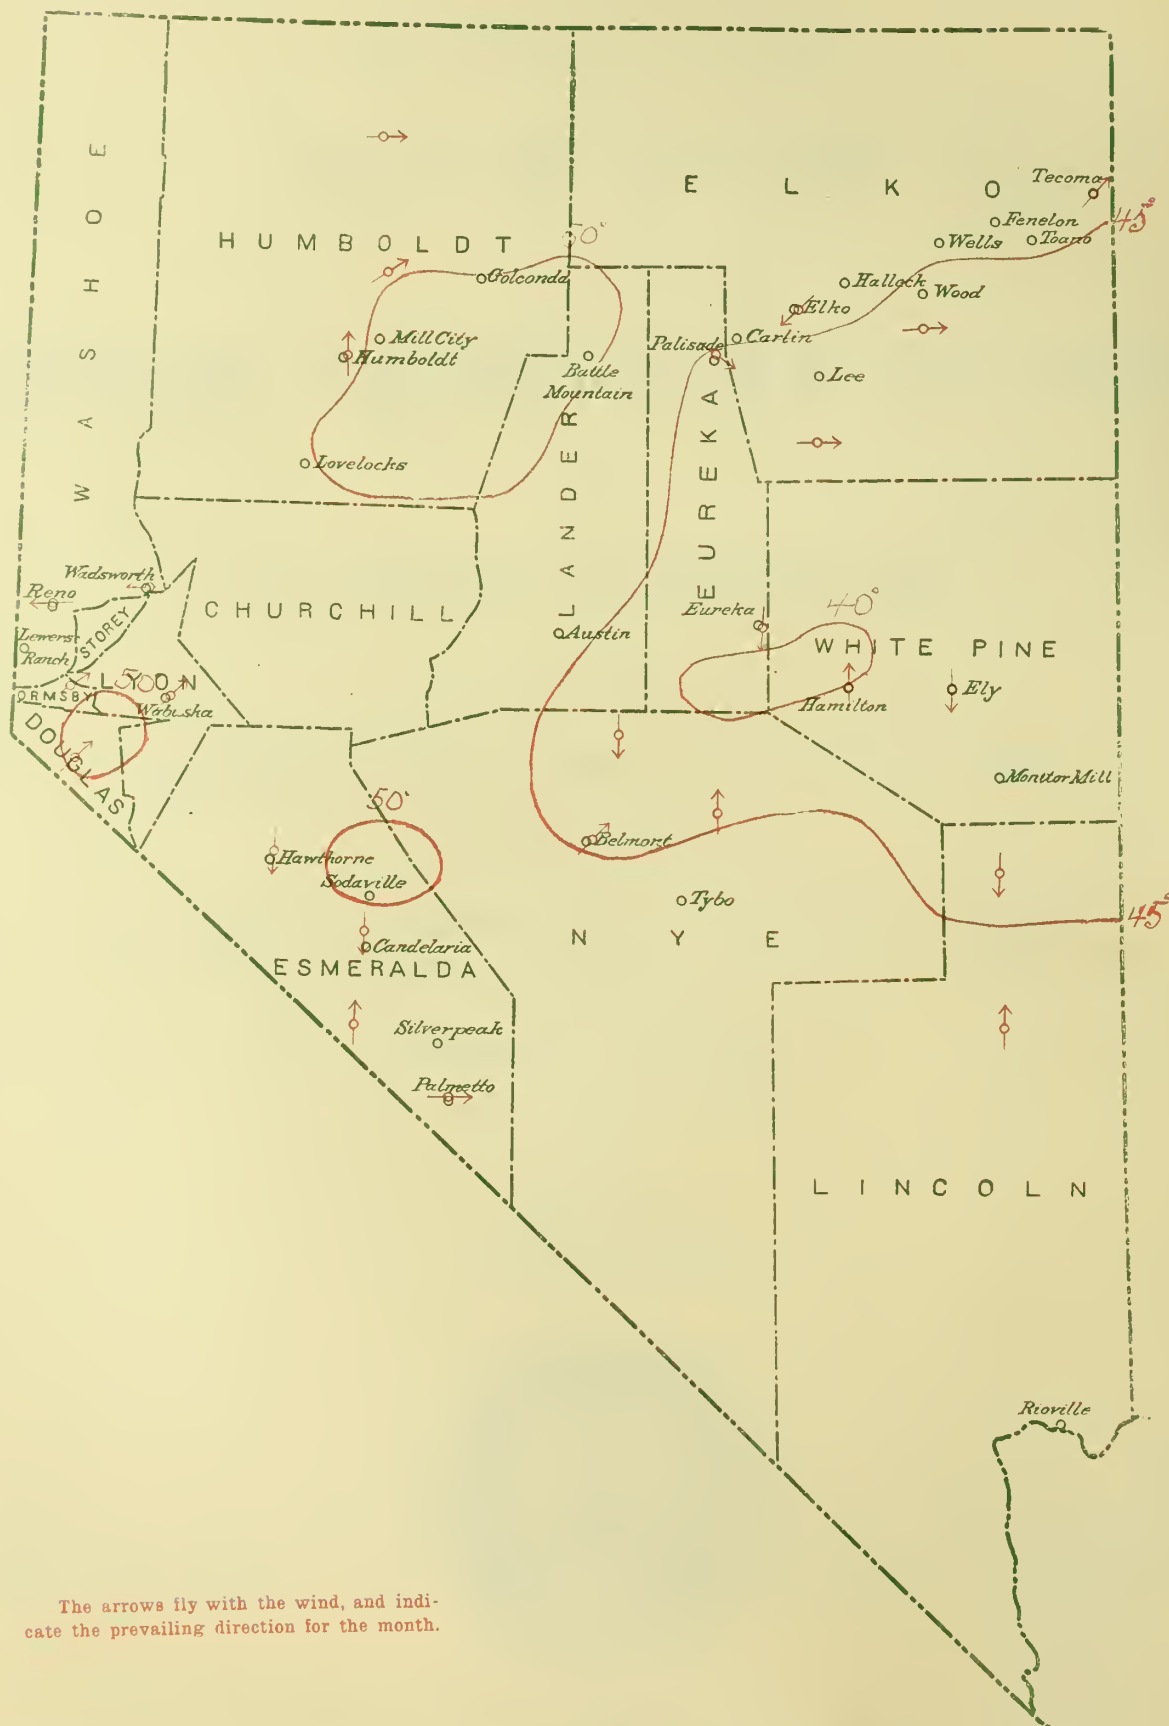 WASHOE
HUMBOLDT
ELKO
50°
Tecoma
Fenelon
45°
Wells
Toano
Golconda
Hallock
Wood
Elko
Mill City
Humboldt
Carlin
Palisade
Battle
Mountain
Lee
LANDER
EUREKA
Lovelocks
Wadsworth
Reno
STOREY
CHURCHILL
Eureka
40°
Lewers
Ranch
Austin
WHITE PINE
LYON
50
ORMSBY
Wabuska
Hamilton
Ely
DOUGLAS
Monitor Mill
50°
Hawthorne
Belmont
Sodaville
Tybo
45°
NYE
Candelaria
ESMERALDA
Silverpeak
Palmetto
LINCOLN
Rioville
The arrows fly with the wind, and indi-
cate the prevailing direction for the month.